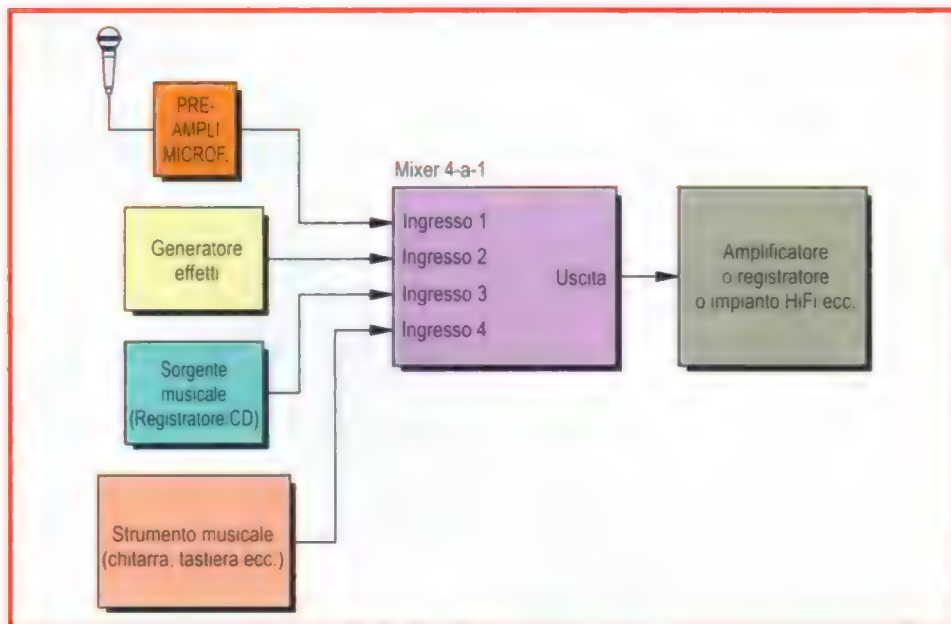 PRE-
AMPLI
MICROF.
Mixer 4-a-1
Generatore
effetti
Ingresso 1
Ingresso 2
Ingresso 3
Ingresso 4
Uscita
Amplificatore
o registratore
o impianto HiFi ecc.
Sorgente
musicale
(Registratore.CD)
Strumento musicale
(chitarra, tastiera ecc.)